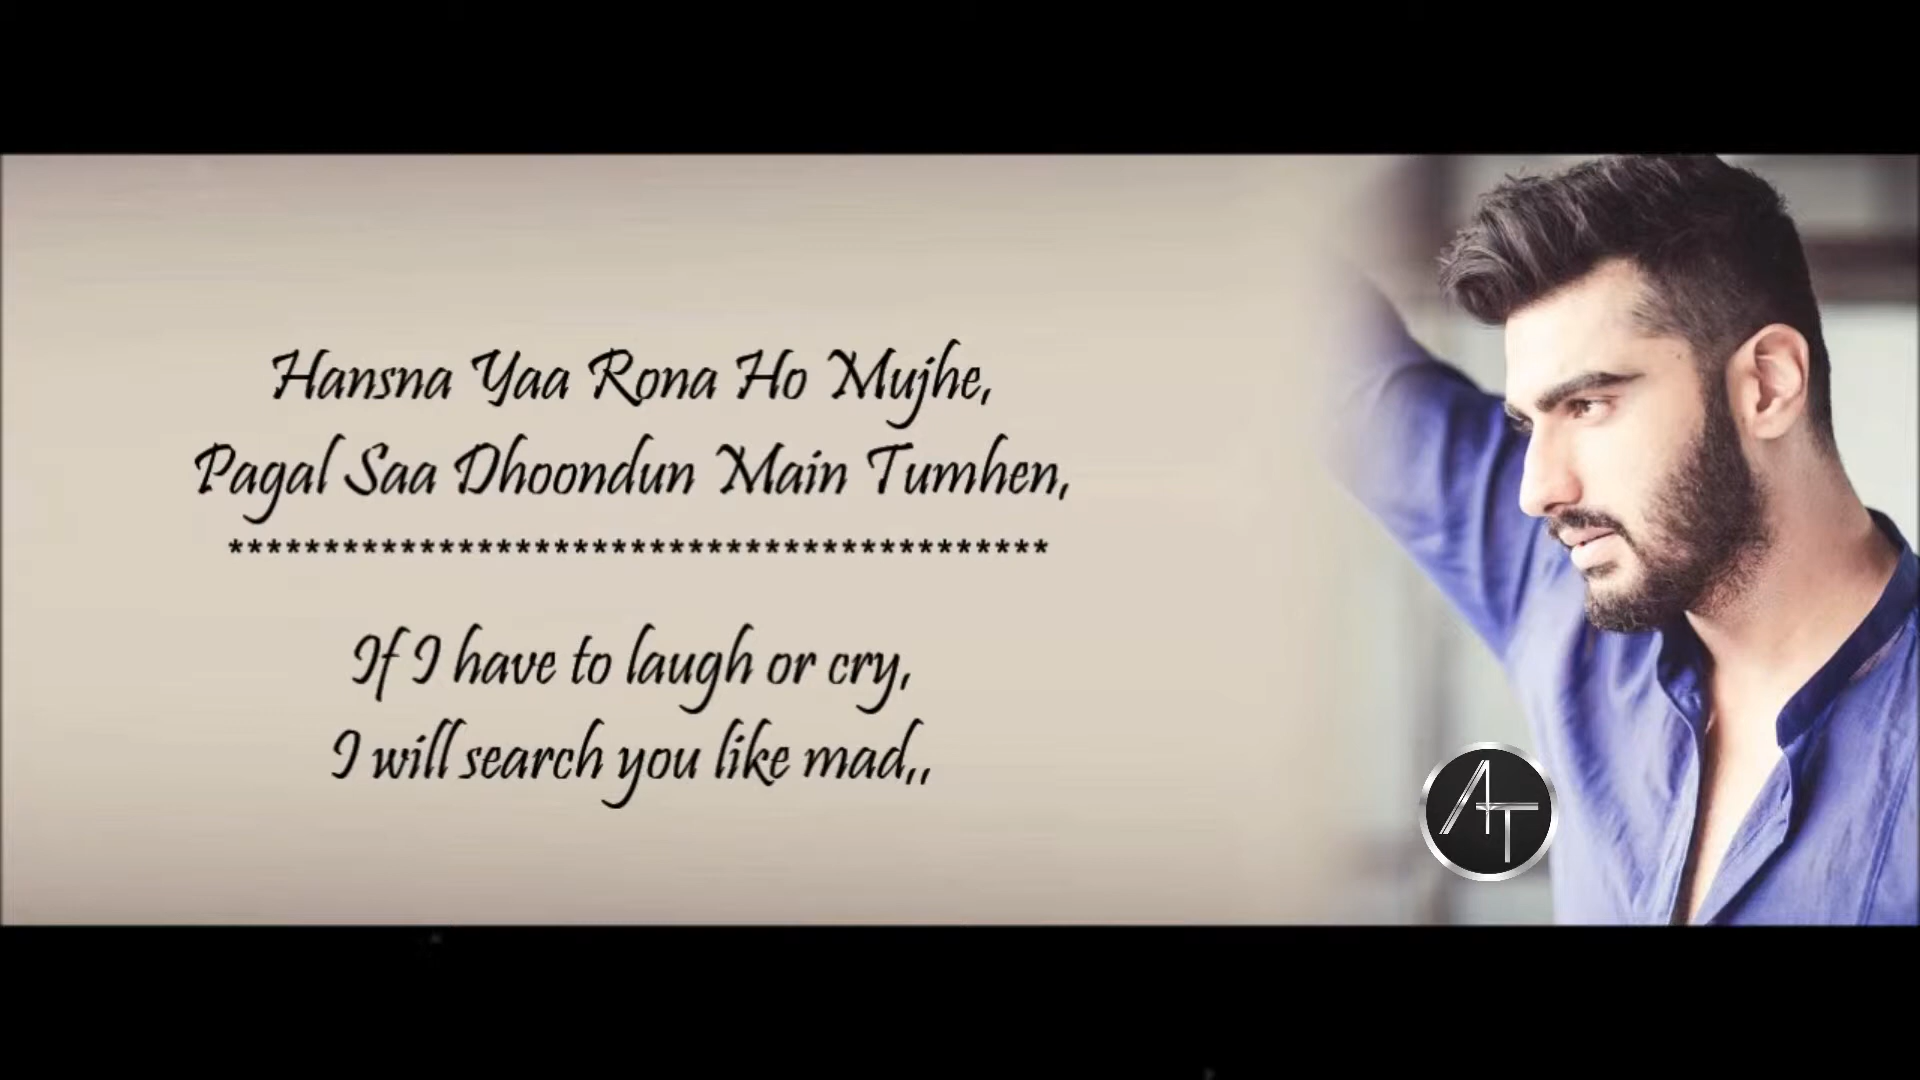 Hansna Yaa Rona Ho Mujhe,
Pagal Saa Dhoondun Main Tumhen,
*******************************************
If I have to laugh or cry,
I will search you like mad,,
AT